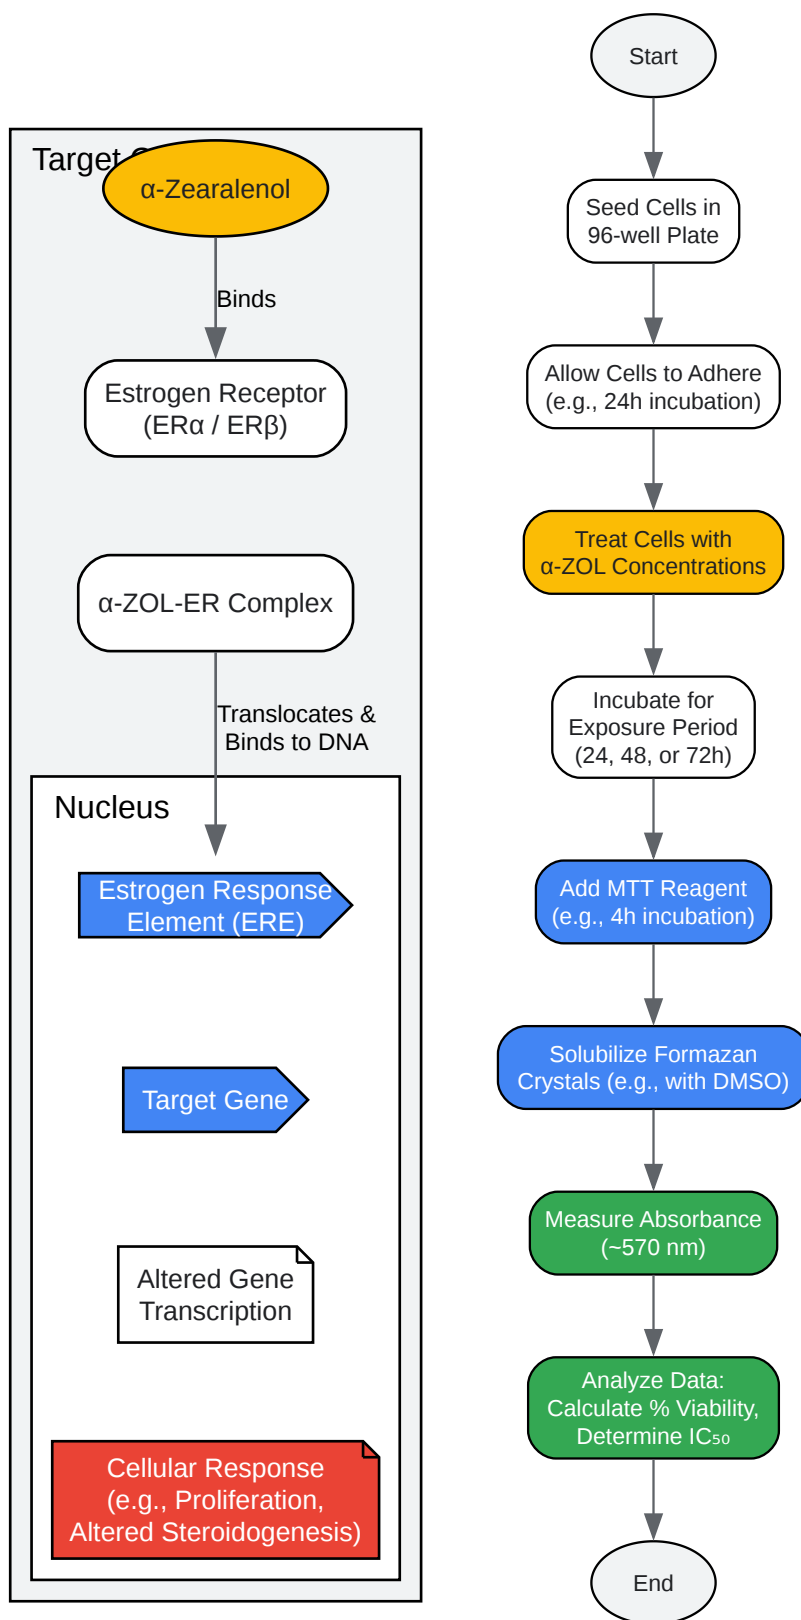 Target
α-Zearalenol
Binds
Estrogen Receptor
(ERα / ERβ)
α-ZOL-ER Complex
Translocates &
Binds to DNA
Nucleus
Estrogen Response
Element (ERE)
Target Gene
Altered Gene
Transcription
Cellular Response
(e.g., Proliferation,
Altered Steroidogenesis)
Start
Seed Cells in
96-well Plate
Allow Cells to Adhere
(e.g., 24h incubation)
Treat Cells with
α-ZOL Concentrations
Incubate for
Exposure Period
(24, 48, or 72h)
Add MTT Reagent
(e.g., 4h incubation)
Solubilize Formazan
Crystals (e.g., with DMSO)
Measure Absorbance
(~570 nm)
Analyze Data:
Calculate % Viability,
Determine IC₅₀
End